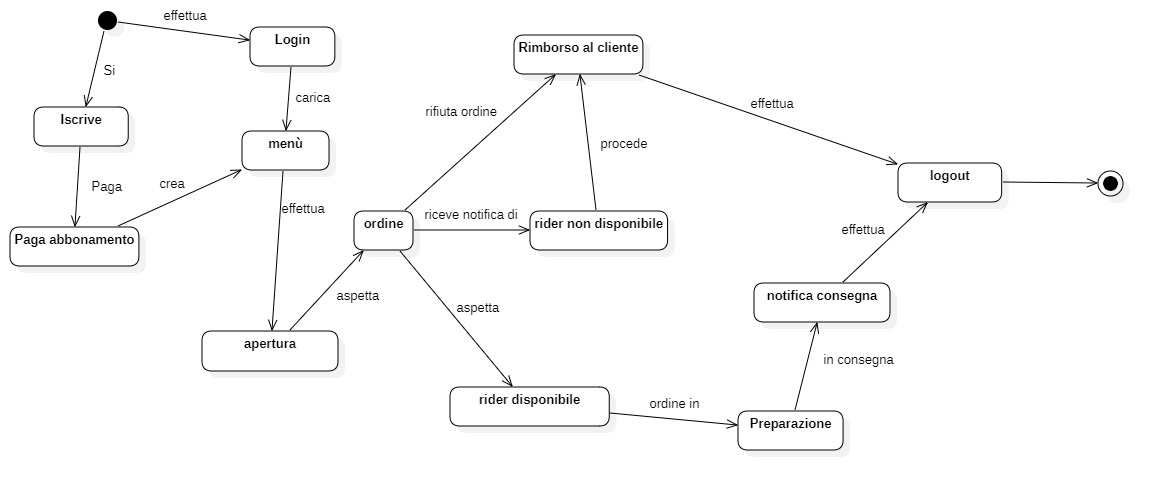 effettua
Login
Rimborso al cliente
Si
carica
rifiuta ordine
effettua
Iscrive
menù
procede
logout
Paga
crea
effettua
ordine
riceve notifica di
rider non disponibile
effettua
Paga abbonamento
aspetta
aspetta
notifica consegna
apertura
in consegna
rider disponibile
ordine in
Preparazione